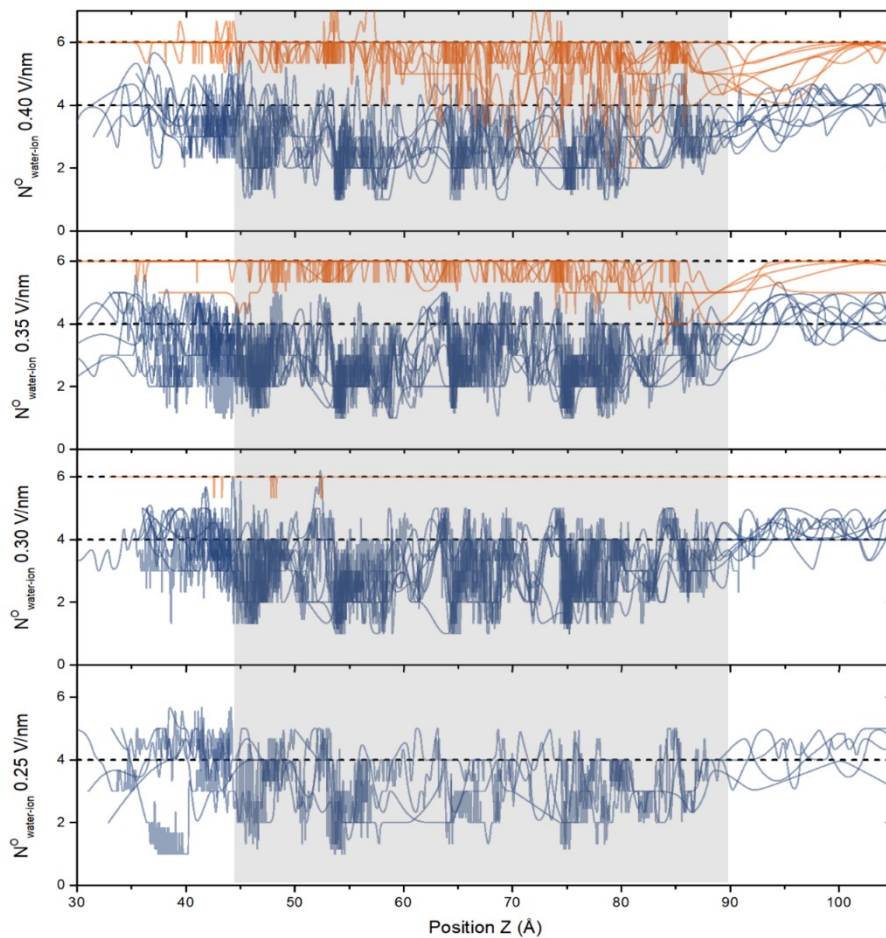 6
4
2
0
N^O_water-ion 0.40 V/nm
6
4
2
0
N^O_water-ion 0.35 V/nm
6
4
2
0
N^O_water-ion 0.30 V/nm
6
4
2
0
N^O_water-ion 0.25 V/nm
30 40 50 60 70 80 90 100
Position Z (Å)